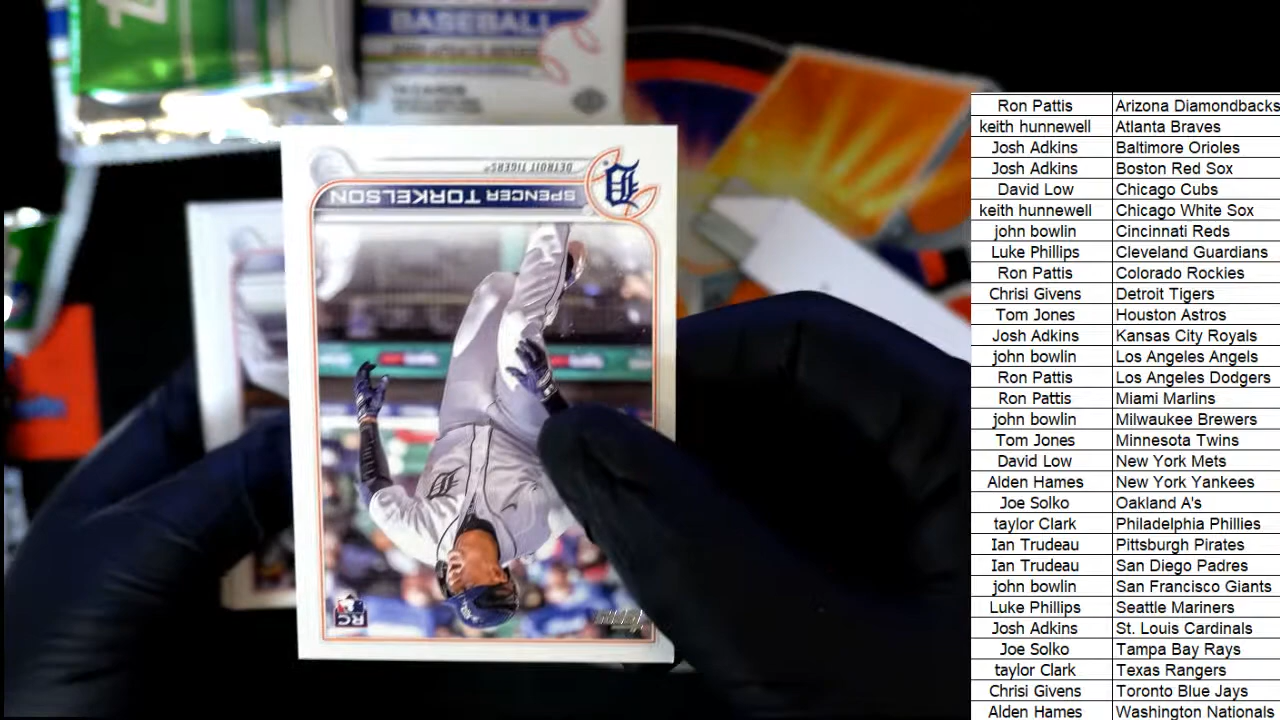 BASEBALL
DETROIT TIGERS®
SPENCER TORKELSON
RC
Ron Pattis Arizona Diamondbacks
keith hunnewell Atlanta Braves
Josh Adkins Baltimore Orioles
Josh Adkins Boston Red Sox
David Low Chicago Cubs
keith hunnewell Chicago White Sox
john bowlin Cincinnati Reds
Luke Phillips Cleveland Guardians
Ron Pattis Colorado Rockies
Chrisi Givens Detroit Tigers
Tom Jones Houston Astros
Josh Adkins Kansas City Royals
john bowlin Los Angeles Angels
Ron Pattis Los Angeles Dodgers
Ron Pattis Miami Marlins
john bowlin Milwaukee Brewers
Tom Jones Minnesota Twins
David Low New York Mets
Alden Hames New York Yankees
Joe Solko Oakland A's
taylor Clark Philadelphia Phillies
Ian Trudeau Pittsburgh Pirates
Ian Trudeau San Diego Padres
john bowlin San Francisco Giants
Luke Phillips Seattle Mariners
Josh Adkins St. Louis Cardinals
Joe Solko Tampa Bay Rays
taylor Clark Texas Rangers
Chrisi Givens Toronto Blue Jays
Alden Hames Washington Nationals